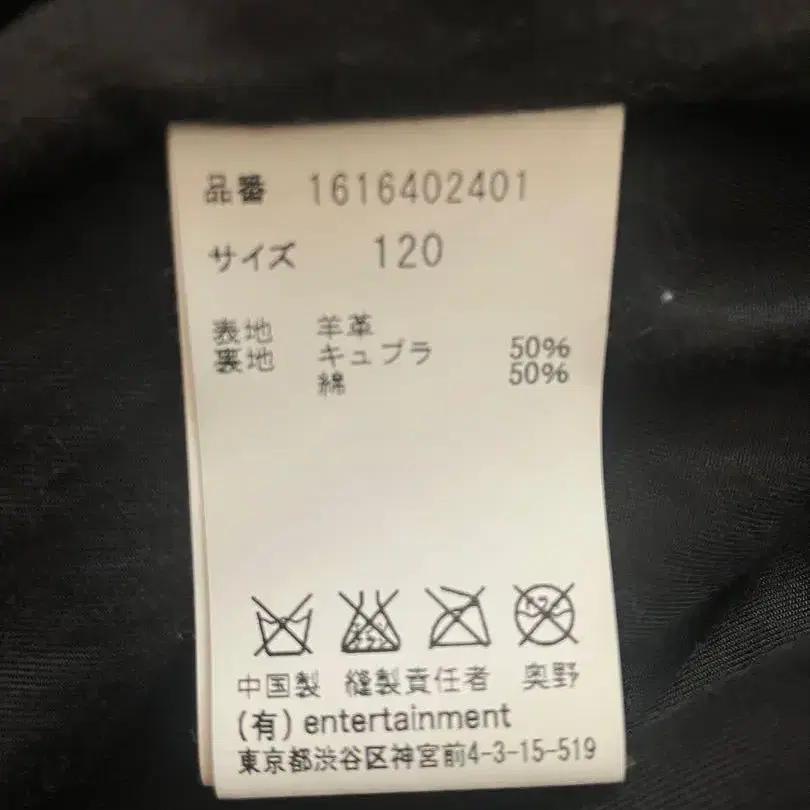 品番 1616402401
サイズ 120
表地 羊革
裏地 キュプラ 50%
綿 50%
中国製 縫製責任者 奥野
(有) entertainment
東京都渋谷区神宮前4-3-15-519